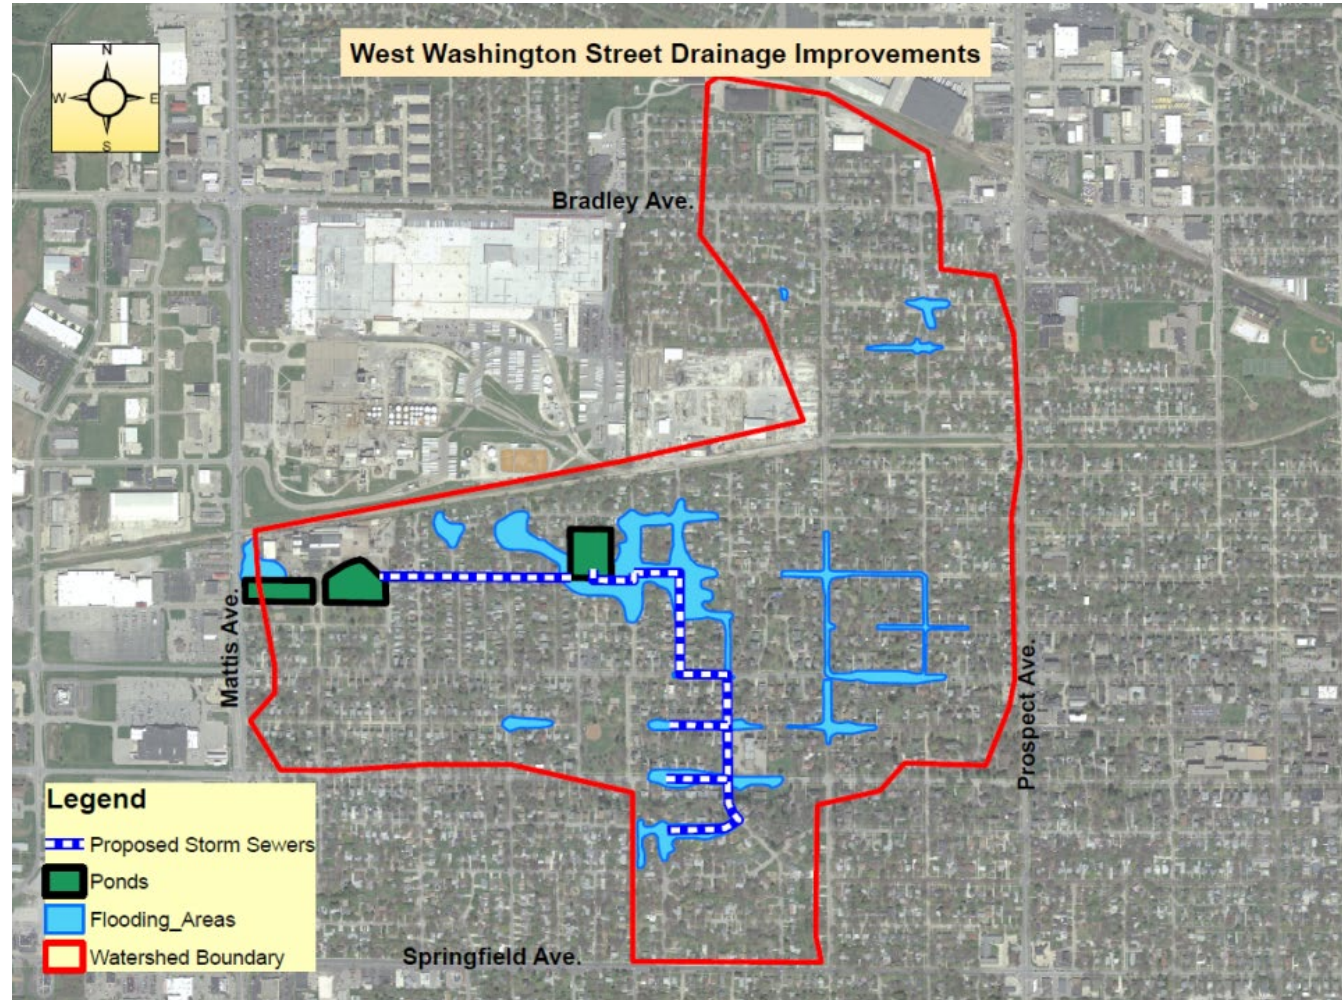 West Washington Street Drainage Improvements
N
W E
S
Bradley Ave.
Mattis Ave.
Prospect Ave.
Legend
Proposed Storm Sewers
Ponds
Flooding_Areas
Watershed Boundary
Springfield Ave.